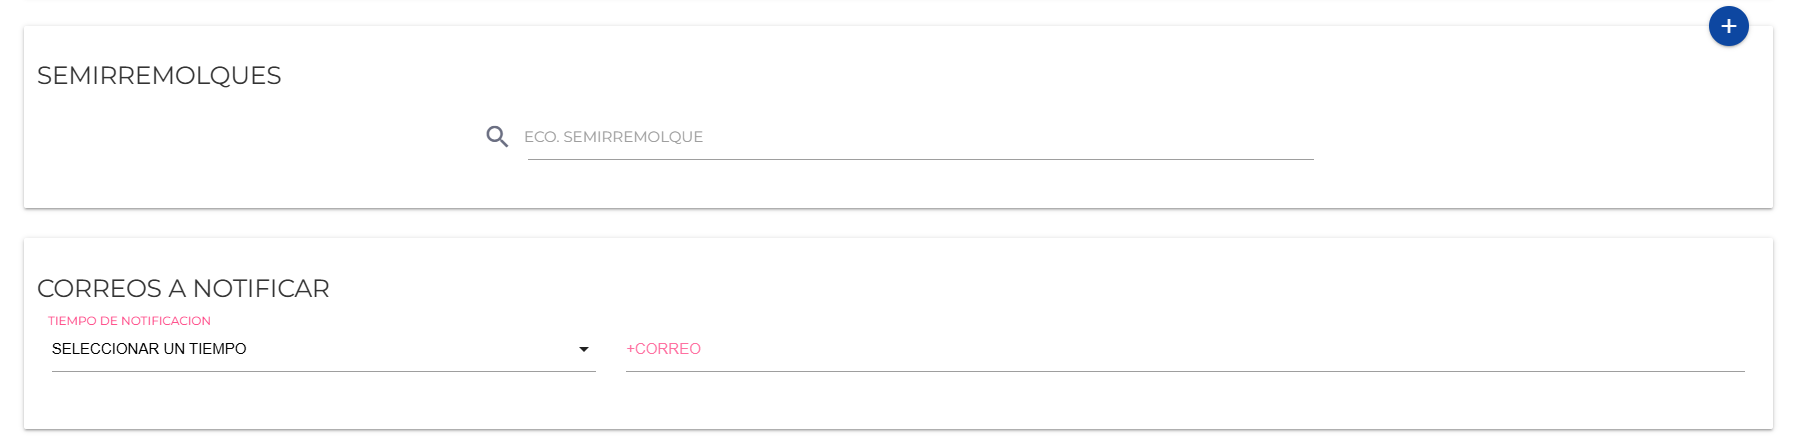 +
SEMIRREMOLQUES
ECO. SEMIRREMOLQUE
CORREOS A NOTIFICAR
TIEMPO DE NOTIFICACION
SELECCIONAR UN TIEMPO
+CORREO